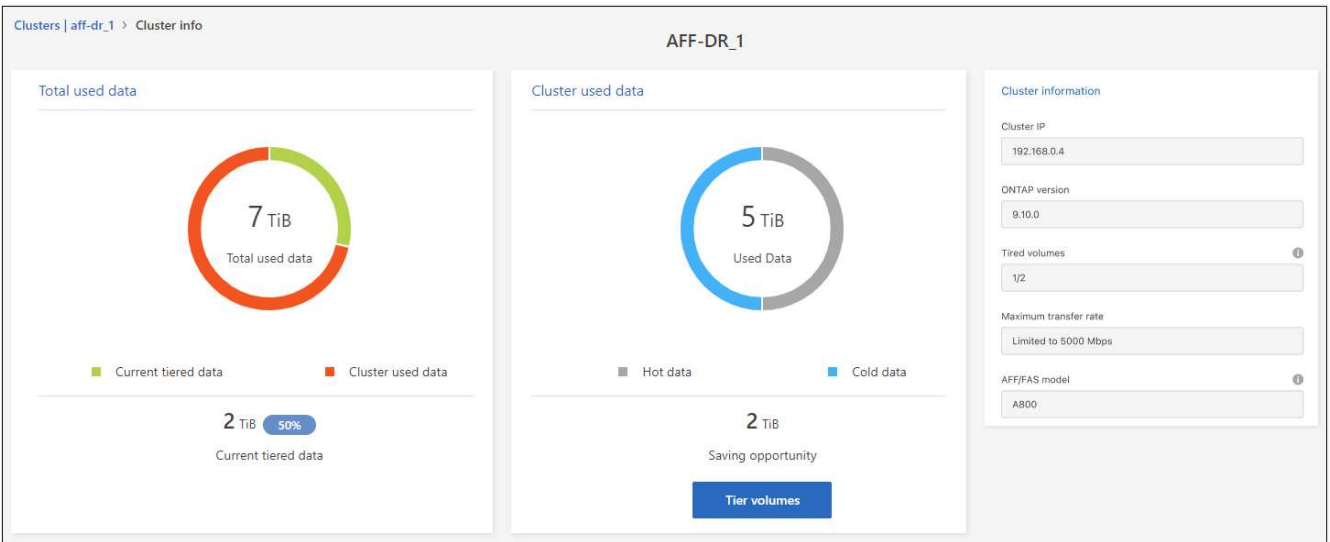 Clusters | aff-dr_1 > Cluster info
AFF-DR_1
Total used data
7 TiB
Total used data
Current tiered data
Cluster used data
2 TiB 50%
Current tiered data
Cluster used data
5 TiB
Used Data
Hot data
Cold data
2 TiB
Saving opportunity
Tier volumes
Cluster information
Cluster IP
192.168.0.4
ONTAP version
9.10.0
Tired volumes
1/2
Maximum transfer rate
Limited to 5000 Mbps
AFF/FAS model
A800